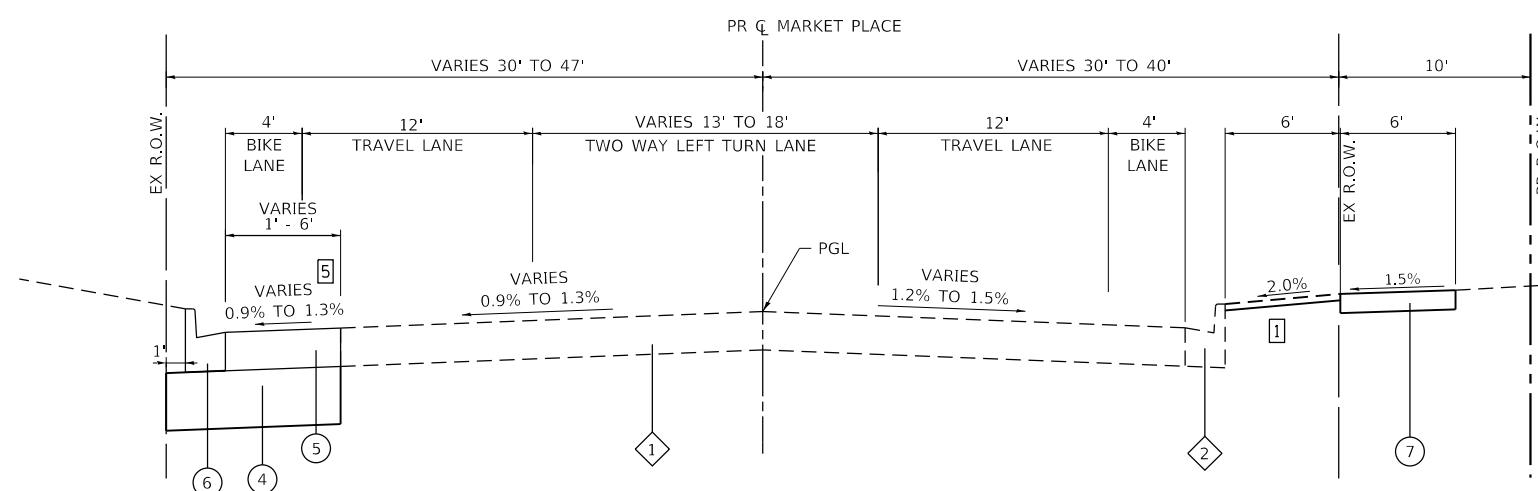 PR ℄ MARKET PLACE
VARIES 30' TO 47'
VARIES 30' TO 40'
10'
4'
BIKE
LANE
12'
TRAVEL LANE
VARIES 13' TO 18'
TWO WAY LEFT TURN LANE
12'
TRAVEL LANE
4'
BIKE
LANE
6'
6'
EX R.O.W.
EX R.O.W.
VARIES
1' - 6'
5
PGL
VARIES
0.9% TO 1.3%
VARIES
0.9% TO 1.3%
VARIES
1.2% TO 1.5%
2.0%
1.5%
1
1'
6
4
5
1
2
7